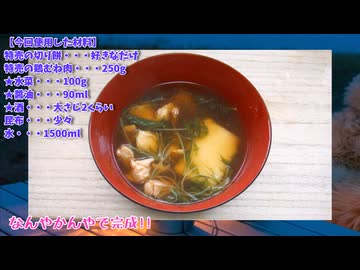 【今回使用した材料】
特売の切り餅・・・好きなだけ
特売の鶏むね肉・・・250g
★水菜・・・100g
★醤油・・・90ml
★酒・・・大さじ2くらい
昆布・・・少々
水・・・1500ml
なんやかんやで完成!!